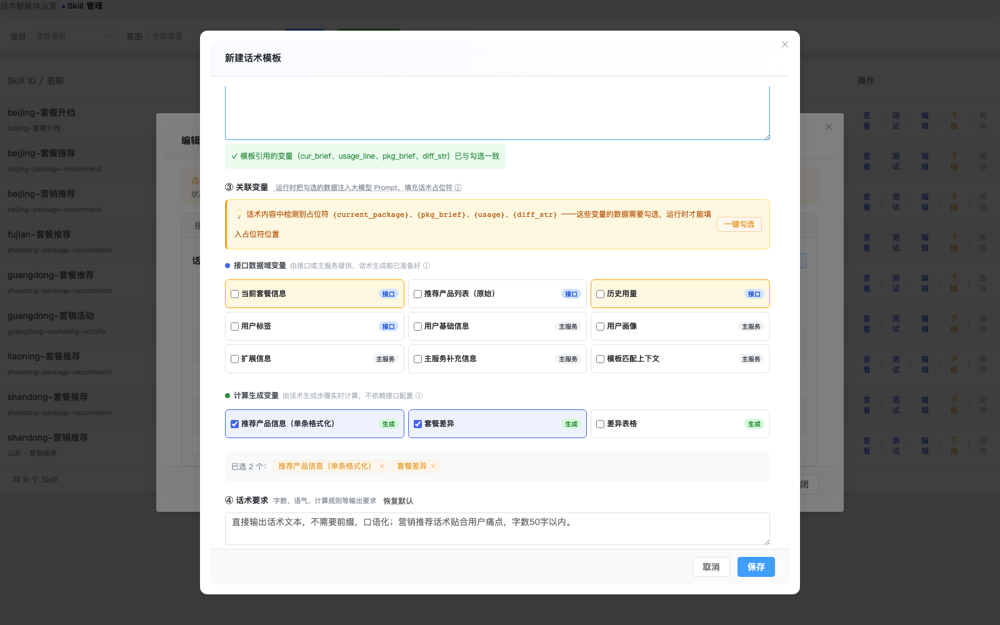 话术智能体运营 • Skill 管理
省份 全部省份 意图 全部意图
Skill ID / 名称 操作
beijing-套餐升档
beijing-套餐升档
查看 测试 编辑 下线 删除
beijing-套餐推荐
beijing-package-recommend
查看 测试 编辑 下线 删除
beijing-营销推荐
beijing-package-recommend
查看 测试 编辑 下线 删除
fujian-套餐推荐
shandong-package-recommend
查看 测试 编辑 下线 删除
guangdong-套餐推荐
shandong-package-recommend
查看 测试 编辑 下线 删除
guangdong-营销活动
guangdong-marketing-activity
查看 测试 编辑 下线 删除
liaoning-套餐推荐
shandong-package-recommend
查看 测试 编辑 下线 删除
shandong-套餐推荐
shandong-package-recommend
查看 测试 编辑 下线 删除
shandong-营销推荐
山东 · 营销推荐
查看 测试 编辑 下线 删除
共 9 个 Skill
编辑
新建话术模板
✓ 模板引用的变量（cur_brief、usage_line、pkg_brief、diff_str）已与勾选一致
③ 关联变量 运行时把勾选的数据注入大模型 Prompt，填充话术占位符 ⓘ
💡 话术内容中检测到占位符 {current_package}、{pkg_brief}、{usage}、{diff_str} ——这些变量的数据需要勾选，运行时才能填
入占位符位置
一键勾选
接口数据域变量 由接口或主服务提供，话术生成前已准备好 ⓘ
当前套餐信息 接口 推荐产品列表（原始） 接口 历史用量 接口
用户标签 接口 用户基础信息 主服务 用户画像 主服务
扩展信息 主服务 主服务补充信息 主服务 模板匹配上下文 主服务
计算生成变量 由话术生成步骤实时计算，不依赖接口配置 ⓘ
推荐产品信息（单条格式化） 生成 套餐差异 生成 差异表格 生成
已选 2 个： 推荐产品信息（单条格式化） × 套餐差异 ×
④ 话术要求 字数、语气、计算规则等输出要求 恢复默认
直接输出话术文本，不需要前缀，口语化；营销推荐话术贴合用户痛点，字数50字以内。
取消 保存
闭